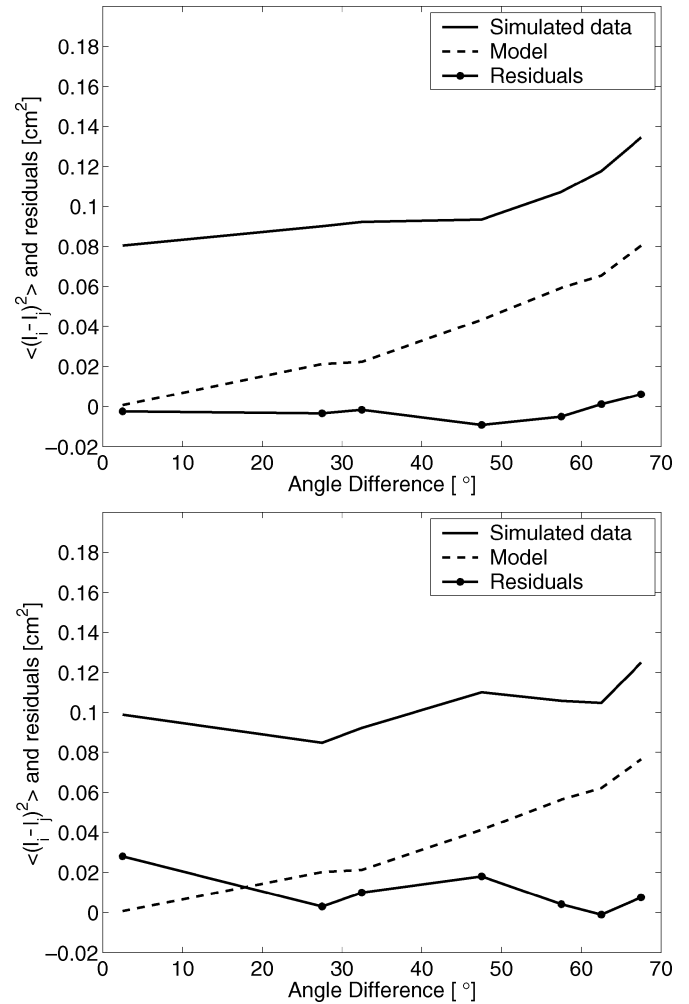 0.18
0.16
0.14
0.12
0.1
0.08
0.06
0.04
0.02
0
−0.02
<(l_i - l_j)^2> and residuals [cm^2]
Simulated data
Model
Residuals
0 10 20 30 40 50 60 70
Angle Difference [ °]
0.18
0.16
0.14
0.12
0.1
0.08
0.06
0.04
0.02
0
−0.02
<(l_i - l_j)^2> and residuals [cm^2]
Simulated data
Model
Residuals
0 10 20 30 40 50 60 70
Angle Difference [ °]